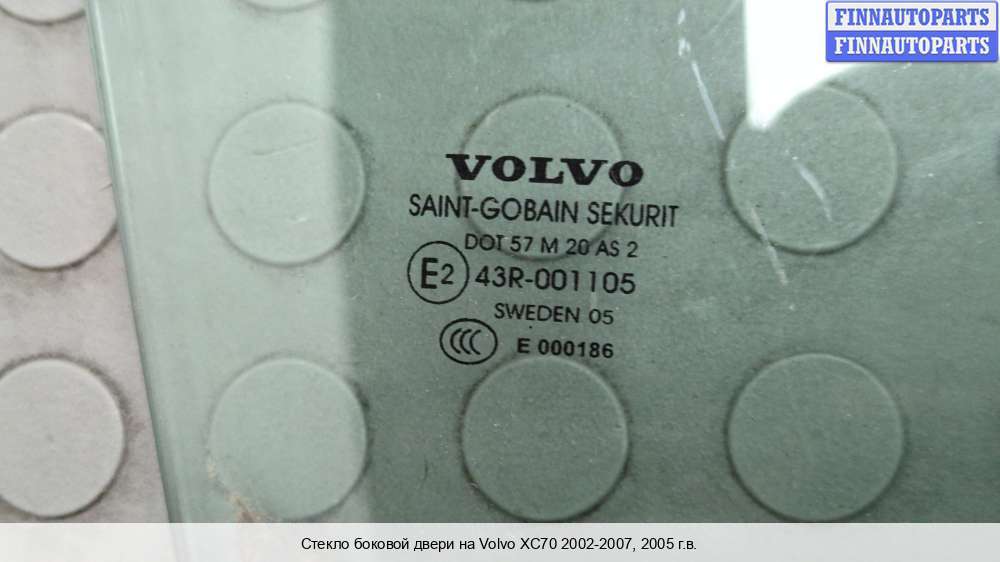 FINNAUTOPARTS
FINNAUTOPARTS
VOLVO
SAINT-GOBAIN SEKURIT
DOT 57 M 20 AS 2
E2 43R-001105
SWEDEN 05
CCC E 000186
Стекло боковой двери на Volvo XC70 2002-2007, 2005 г.в.